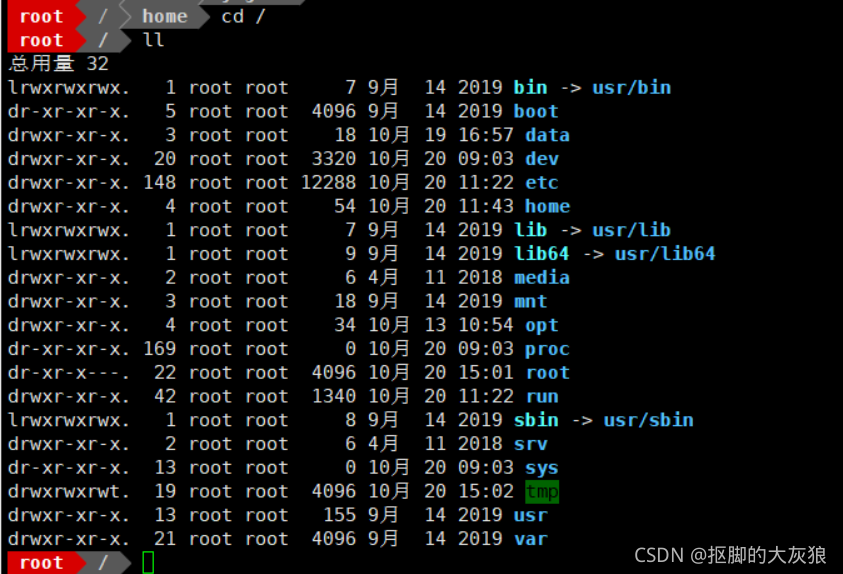 root / home cd /
root / ll
总用量 32
lrwxrwxrwx. 1 root root 7 9月 14 2019 bin -> usr/bin
dr-xr-xr-x. 5 root root 4096 9月 14 2019 boot
drwxr-xr-x. 3 root root 18 10月 19 16:57 data
drwxr-xr-x. 20 root root 3320 10月 20 09:03 dev
drwxr-xr-x. 148 root root 12288 10月 20 11:22 etc
drwxr-xr-x. 4 root root 54 10月 20 11:43 home
lrwxrwxrwx. 1 root root 7 9月 14 2019 lib -> usr/lib
lrwxrwxrwx. 1 root root 9 9月 14 2019 lib64 -> usr/lib64
drwxr-xr-x. 2 root root 6 4月 11 2018 media
drwxr-xr-x. 3 root root 18 9月 14 2019 mnt
drwxr-xr-x. 4 root root 34 10月 13 10:54 opt
dr-xr-xr-x. 169 root root 0 10月 20 09:03 proc
dr-xr-x---. 22 root root 4096 10月 20 15:01 root
drwxr-xr-x. 42 root root 1340 10月 20 11:22 run
lrwxrwxrwx. 1 root root 8 9月 14 2019 sbin -> usr/sbin
drwxr-xr-x. 2 root root 6 4月 11 2018 srv
dr-xr-xr-x. 13 root root 0 10月 20 09:03 sys
drwxrwxrwt. 19 root root 4096 10月 20 15:02 tmp
drwxr-xr-x. 13 root root 155 9月 14 2019 usr
drwxr-xr-x. 21 root root 4096 9月 14 2019 var
root /
CSDN @抠脚的大灰狼